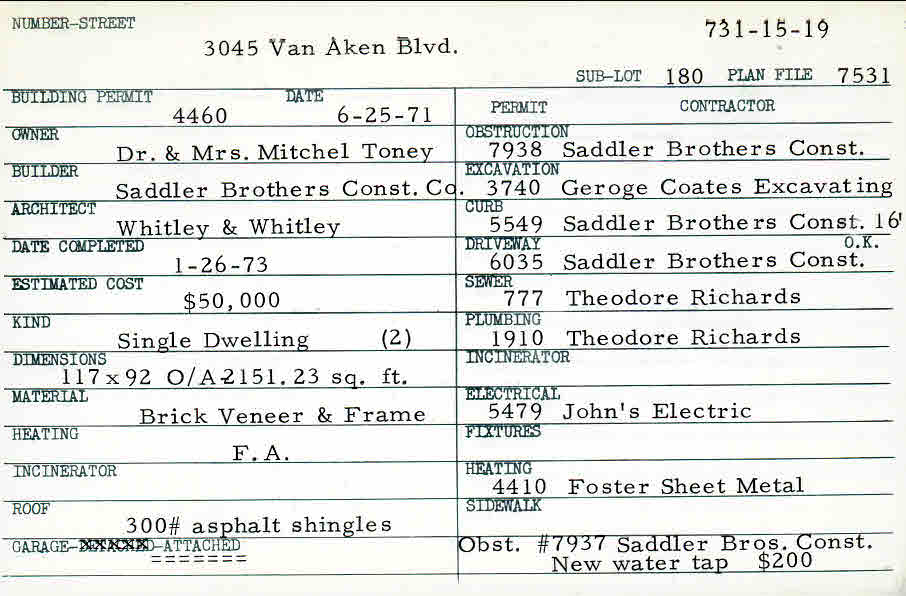 NUMBER-STREET
731-15-19
3045 Van Aken Blvd.
SUB-LOT 180 PLAN FILE 7531
BUILDING PERMIT DATE
4460 6-25-71
OWNER
Dr. & Mrs. Mitchel Toney
BUILDER
Saddler Brothers Const. Co.
ARCHITECT
Whitley & Whitley
DATE COMPLETED
1-26-73
ESTIMATED COST
$50,000
KIND
Single Dwelling (2)
DIMENSIONS
117x92 O/A-2151.23 sq. ft.
MATERIAL
Brick Veneer & Frame
HEATING
F.A.
INCINERATOR
ROOF
300# asphalt shingles
GARAGE-DETACHED-ATTACHED
=======
PERMIT CONTRACTOR
OBSTRUCTION
7938 Saddler Brothers Const.
EXCAVATION
3740 Geroge Coates Excavating
CURB
5549 Saddler Brothers Const. 16'
DRIVEWAY O.K.
6035 Saddler Brothers Const.
SEWER
777 Theodore Richards
PLUMBING
1910 Theodore Richards
INCINERATOR
ELECTRICAL
5479 John's Electric
FIXTURES
HEATING
4410 Foster Sheet Metal
SIDEWALK
Obst. #7937 Saddler Bros. Const.
New water tap $200